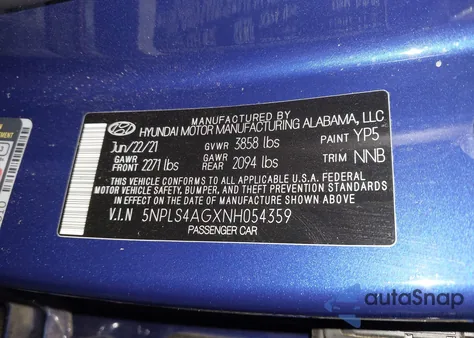 MANUFACTURED BY
HYUNDAI MOTOR MANUFACTURING ALABAMA, LLC
Jun/22/21 GVWR 3858 lbs PAINT YP5
GAWR FRONT 2271 lbs GAWR REAR 2094 lbs TRIM NNB
THIS VEHICLE CONFORMS TO ALL APPLICABLE U.S.A. FEDERAL
MOTOR VEHICLE SAFETY, BUMPER, AND THEFT PREVENTION STANDARDS
IN EFFECT ON THE DATE OF MANUFACTURE SHOWN ABOVE.
V.I.N 5NPLS4AGXNH054359
PASSENGER CAR
autoSnap